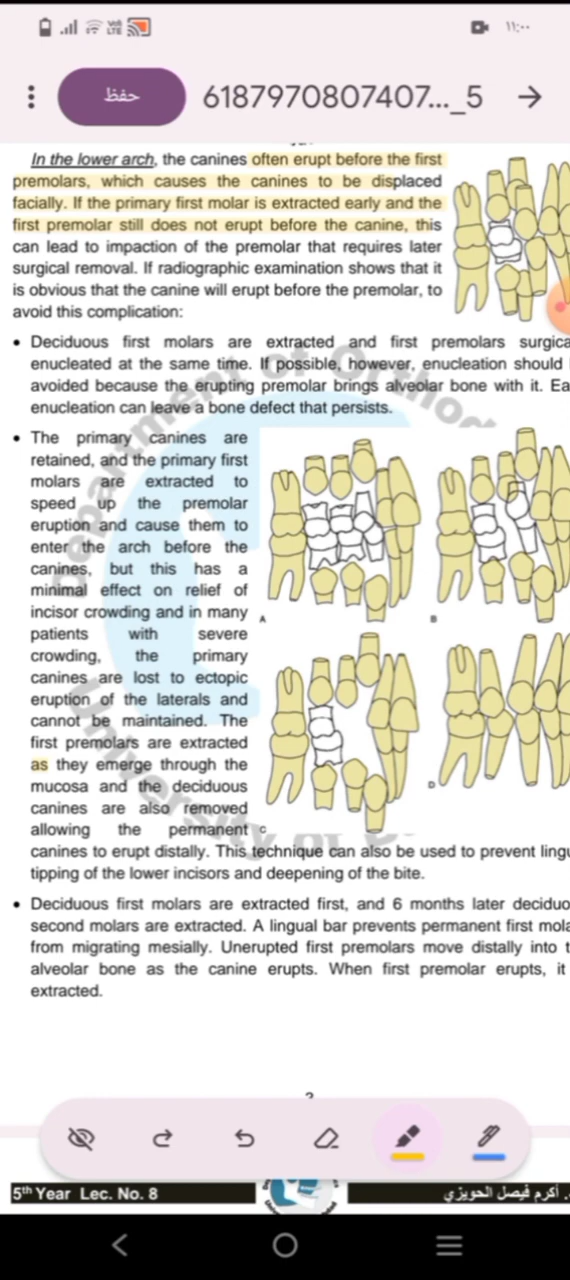 ١١:٠٠
حفظ
6187970807407..._5
In the lower arch, the canines often erupt before the first
premolars, which causes the canines to be displaced
facially. If the primary first molar is extracted early and the
first premolar still does not erupt before the canine, this
can lead to impaction of the premolar that requires later
surgical removal. If radiographic examination shows that it
is obvious that the canine will erupt before the premolar, to
avoid this complication:
• Deciduous first molars are extracted and first premolars surgica
enucleated at the same time. If possible, however, enucleation should
avoided because the erupting premolar brings alveolar bone with it. Ea
enucleation can leave a bone defect that persists.
• The primary canines are
retained, and the primary first
molars are extracted to
speed up the premolar
eruption and cause them to
enter the arch before the
canines, but this has a
minimal effect on relief of
incisor crowding and in many
patients with severe
crowding, the primary
canines are lost to ectopic
eruption of the laterals and
cannot be maintained. The
first premolars are extracted
as they emerge through the
mucosa and the deciduous
canines are also removed
allowing the permanent
canines to erupt distally. This technique can also be used to prevent lingu
tipping of the lower incisors and deepening of the bite.
A
B
C
D
• Deciduous first molars are extracted first, and 6 months later deciduo
second molars are extracted. A lingual bar prevents permanent first mola
from migrating mesially. Unerupted first premolars move distally into t
alveolar bone as the canine erupts. When first premolar erupts, it
extracted.
5th Year Lec. No. 8
. أكرم فيصل الحويزي